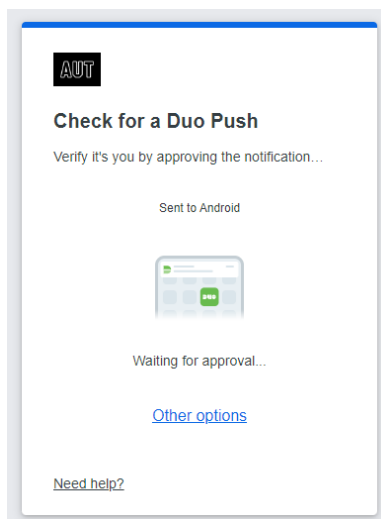 AUT
Check for a Duo Push
Verify it's you by approving the notification...
Sent to Android
DUO
Waiting for approval...
Other options
Need help?